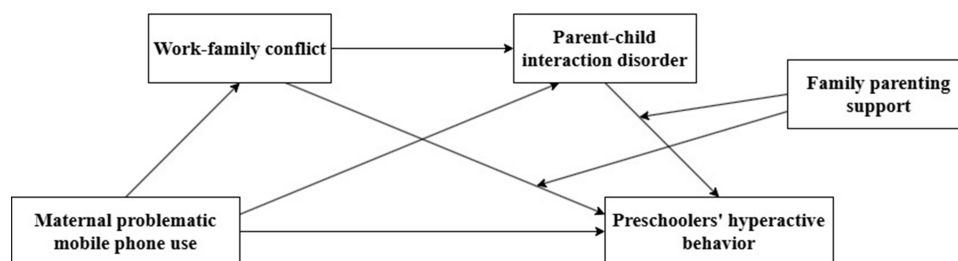 Work-family conflict
Parent-child
interaction disorder
Family parenting
support
Maternal problematic
mobile phone use
Preschoolers' hyperactive
behavior